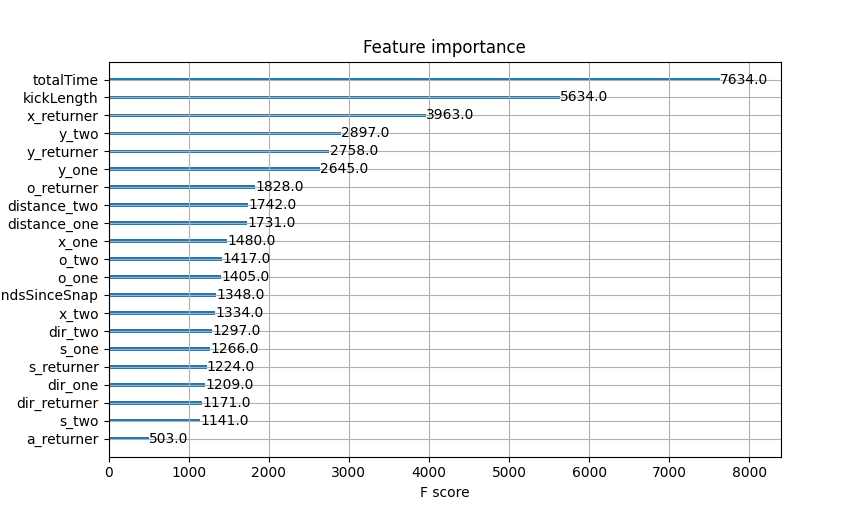 Feature importance
totalTime 7634.0
kickLength 5634.0
x_returner 3963.0
y_two 2897.0
y_returner 2758.0
y_one 2645.0
o_returner 1828.0
distance_two 1742.0
distance_one 1731.0
x_one 1480.0
o_two 1417.0
o_one 1405.0
ndsSinceSnap 1348.0
x_two 1334.0
dir_two 1297.0
s_one 1266.0
s_returner 1224.0
dir_one 1209.0
dir_returner 1171.0
s_two 1141.0
a_returner 503.0
0 1000 2000 3000 4000 5000 6000 7000 8000
F score